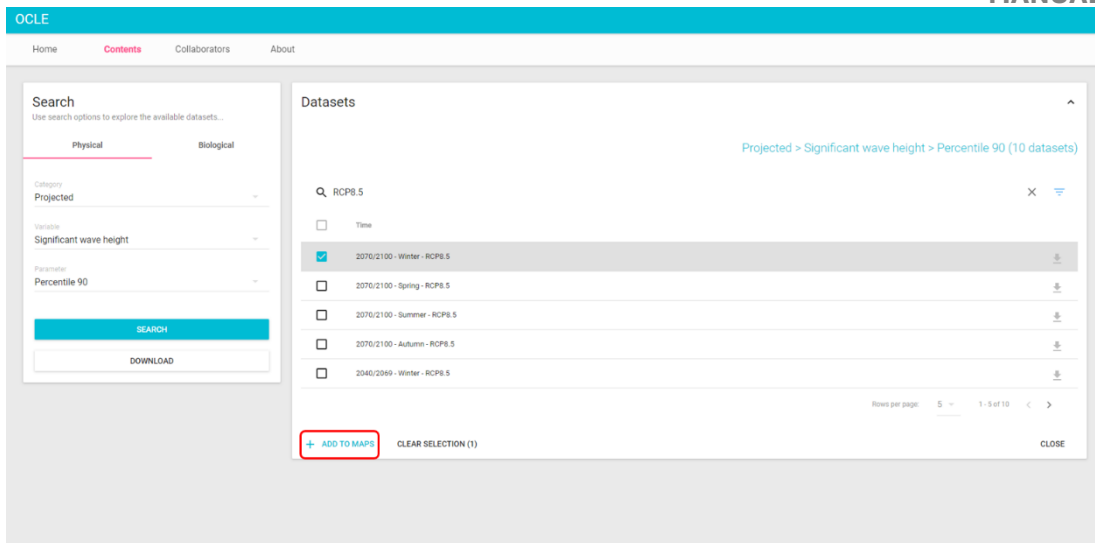 MANUAL
OCLE
Home Contents Collaborators About
Search
Use search options to explore the available datasets...
Physical Biological
Category
Projected
Variable
Significant wave height
Parameter
Percentile 90
SEARCH
DOWNLOAD
Datasets
Projected > Significant wave height > Percentile 90 (10 datasets)
RCP8.5
Time
2070/2100 - Winter - RCP8.5
2070/2100 - Spring - RCP8.5
2070/2100 - Summer - RCP8.5
2070/2100 - Autumn - RCP8.5
2040/2069 - Winter - RCP8.5
Rows per page: 5 1 - 5 of 10
+ ADD TO MAPS CLEAR SELECTION (1) CLOSE